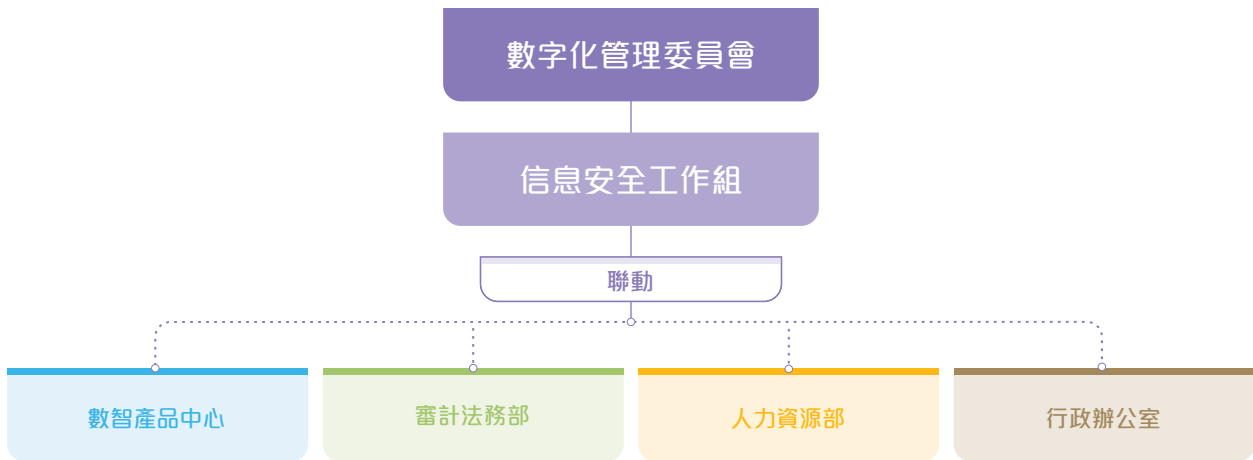 數字化管理委員會
信息安全工作組
聯動
數智產品中心
審計法務部
人力資源部
行政辦公室